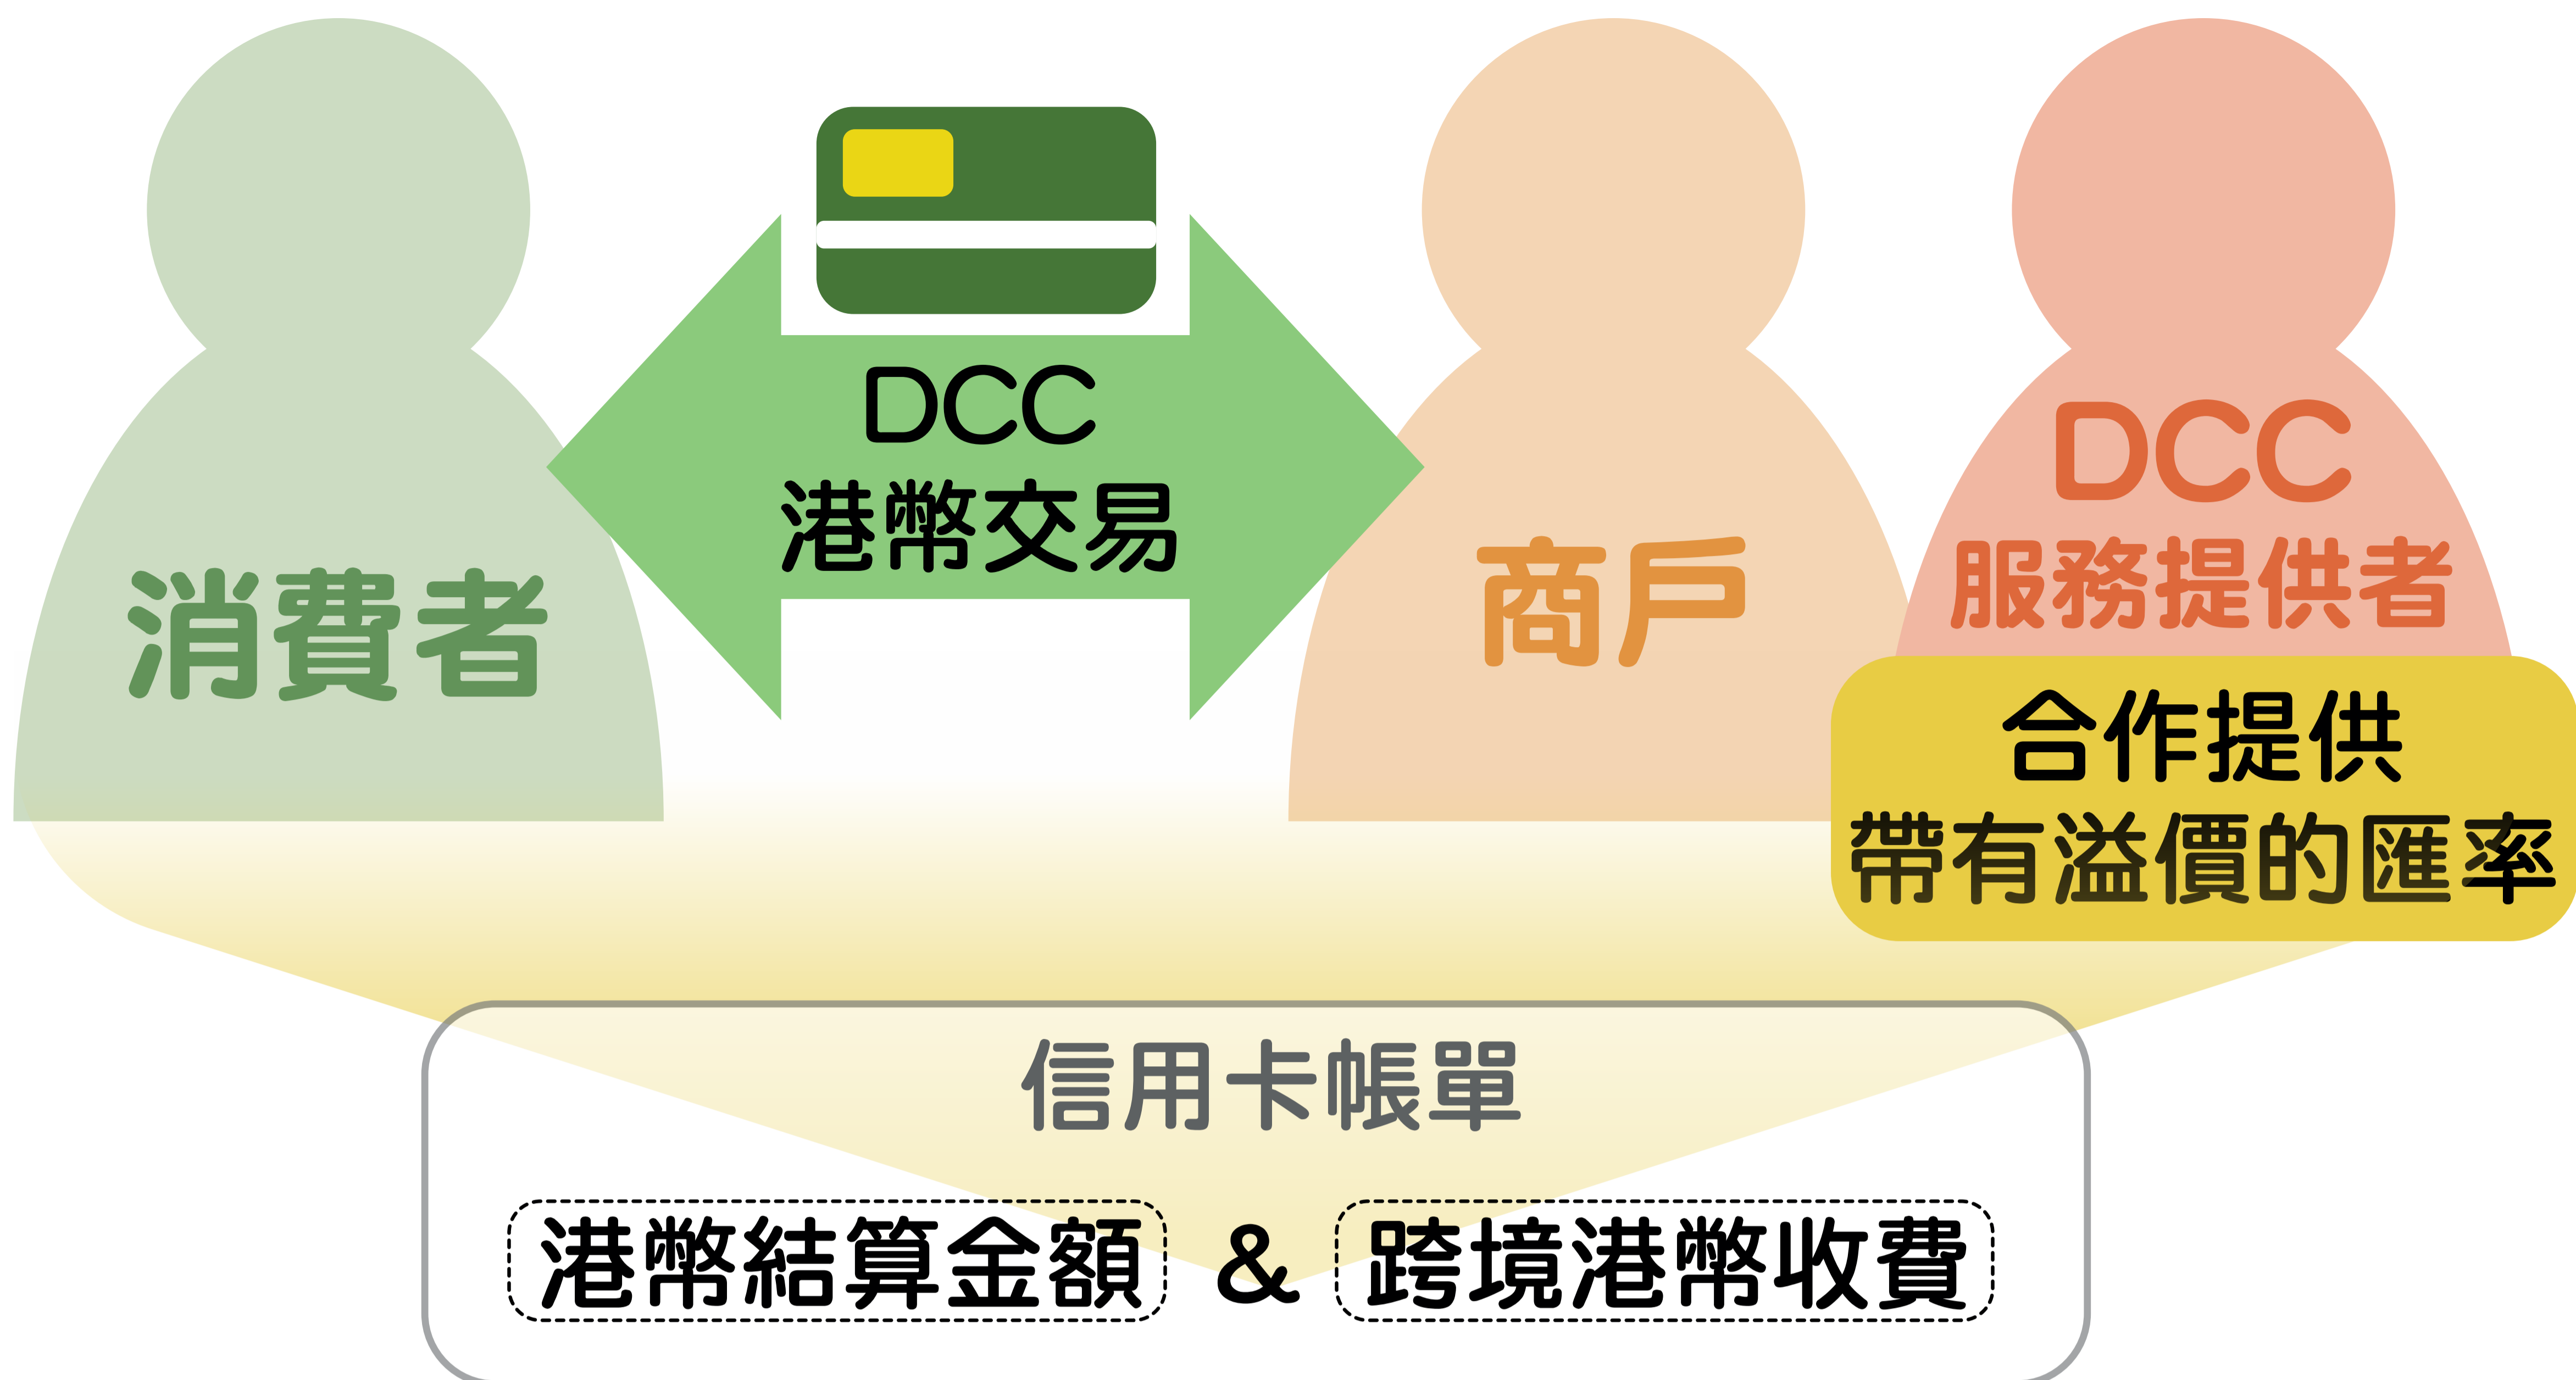 消費者
DCC
港幣交易
商戶
DCC
服務提供者
合作提供
帶有溢價的匯率
信用卡帳單
港幣結算金額 & 跨境港幣收費